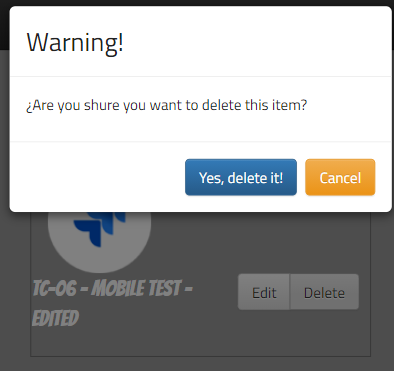 Warning!
¿Are you shure you want to delete this item?
Yes, delete it!
Cancel
TC-06 - MOBILE TEST -
EDITED
Edit
Delete